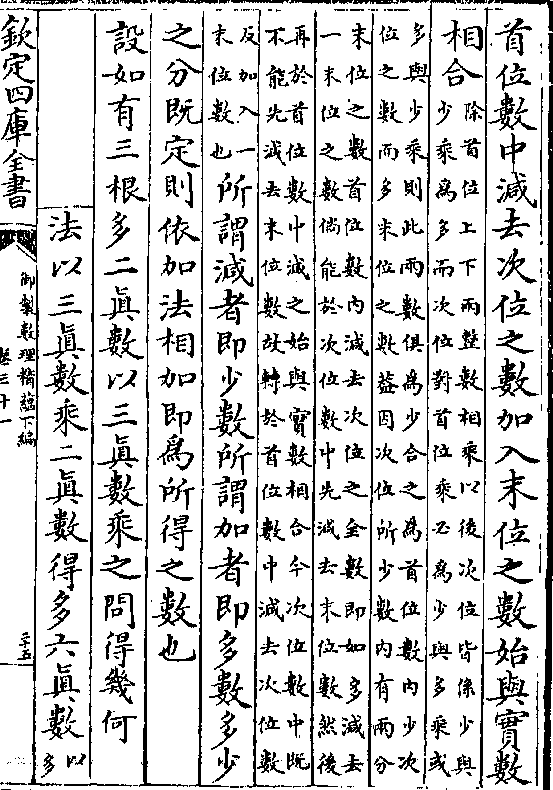 首位數中減去次位之數加入末位之數始與實數
相合除首位上下兩整數相乘以後次位皆係少與
少乘爲多而次位對首位乘必爲少與多乘或
多與少乘則此兩數俱爲少合之爲首位數內少次
位之數而多末位之數葢因次位所少數內有兩分
末位之數首位數內減去次位之全數即如多減去
一末位之數倘能於次位數中先減去末位數然後
再於首位數中減之始與實數相合今次位數中既
不能先減去末位數故轉於首位數中減去次位數
反加入一
末位數也所謂減者即少數所謂加者即多數多少
之分既定則依加法相加即爲所得之數也
設如有三根多二眞數以三眞數乘之問得幾何
法以三眞數乘二眞數得多六眞數以
多
欽定四庫全書
御製數理精蘊下編
卷三十一
二十五